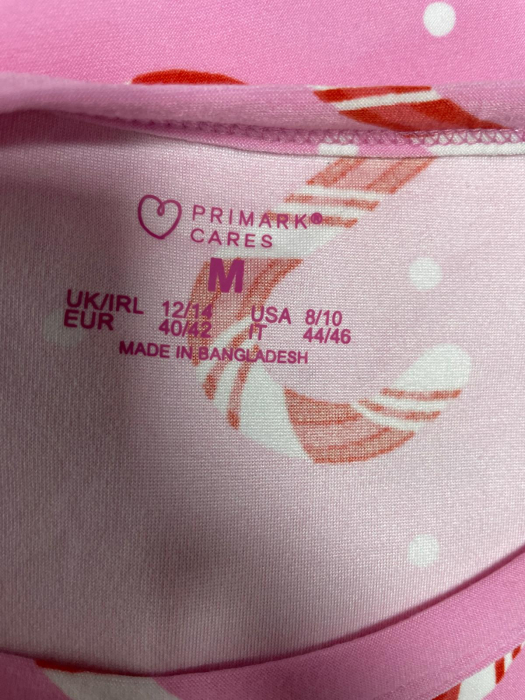 PRIMARK®
CARES
M
UK/IRL 12/14 USA 8/10
EUR 40/42 IT 44/46
MADE IN BANGLADESH